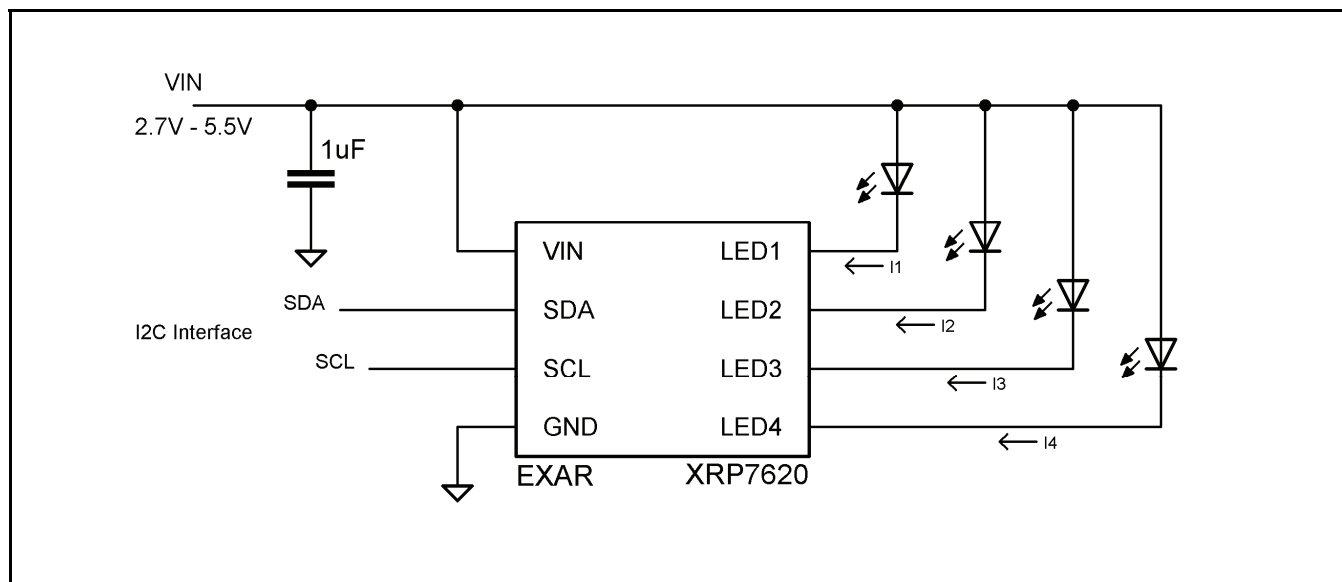 VIN
2.7V - 5.5V
1uF
VIN
LED1
I1
SDA
SDA
LED2
I2
I2C Interface
SCL
SCL
LED3
I3
GND
LED4
I4
EXAR
XRP7620